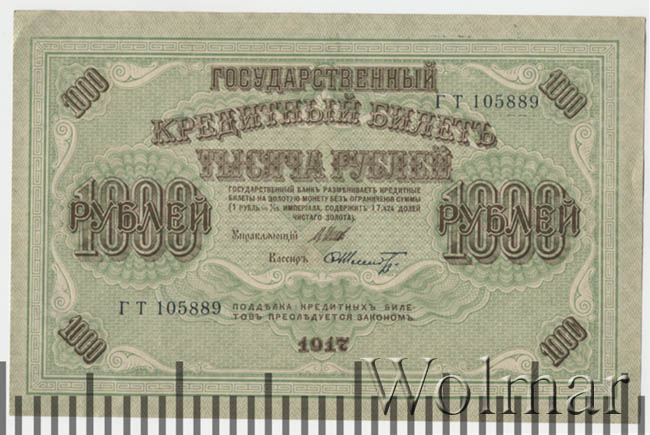 1000
1000
ГОСУДАРСТВЕННЫЙ
ГТ 105889
КРЕДИТНЫЙ БИЛЕТЪ
ТЫСЯЧА РУБЛЕЙ
ГОСУДАРСТВЕННЫЙ БАНКЪ РАЗМѢНИВАЕТЪ КРЕДИТНЫЕ
БИЛЕТЫ НА ЗОЛОТУЮ МОНЕТУ БЕЗЪ ОГРАНИЧЕНІЯ СУММЫ
(1 РУБЛЬ = 1/15 ИМПЕРІАЛА, СОДЕРЖИТЪ 17,424 ДОЛЕЙ
ЧИСТАГО ЗОЛОТА).
1000
РУБЛЕЙ
1000
РУБЛЕЙ
Управляющій
Кассиръ
ГТ 105889
ПОДДѢЛКА КРЕДИТНЫХЪ БИЛЕ-
ТОВЪ ПРЕСЛѢДУЕТСЯ ЗАКОНОМЪ.
1000
1917
1000
Wolmar